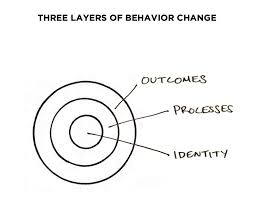 THREE LAYERS OF BEHAVIOR CHANGE
OUTCOMES
PROCESSES
IDENTITY